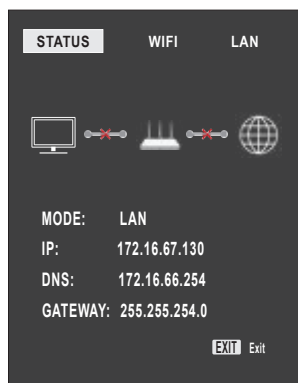 STATUS WIFI LAN
MODE: LAN
IP: 172.16.67.130
DNS: 172.16.66.254
GATEWAY: 255.255.254.0
EXIT Exit